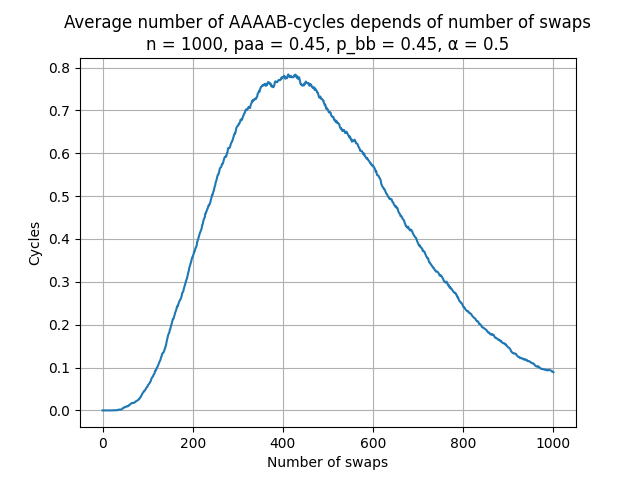 Average number of AAAAB-cycles depends of number of swaps
n = 1000, paa = 0.45, p_bb = 0.45, α = 0.5
0.8
0.7
0.6
0.5
0.4
0.3
0.2
0.1
0.0
Cycles
0 200 400 600 800 1000
Number of swaps